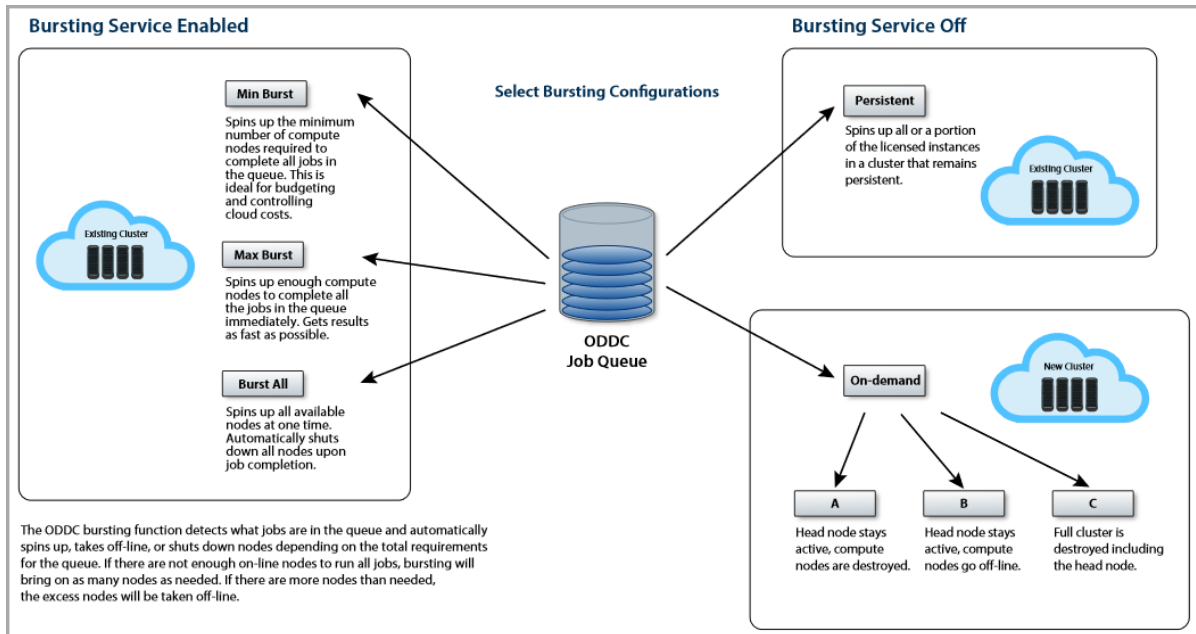 Bursting Service Enabled
Min Burst
Spins up the minimum
number of compute
nodes required to
complete all jobs in
the queue. This is
ideal for budgeting
and controlling
cloud costs.
Existing Cluster
Max Burst
Spins up enough compute
nodes to complete all
the jobs in the queue
immediately. Gets results
as fast as possible.
Burst All
Spins up all available
nodes at one time.
Automatically shuts
down all nodes upon
job completion.
The ODDC bursting function detects what jobs are in the queue and automatically
spins up, takes off-line, or shuts down nodes depending on the total requirements
for the queue. If there are not enough on-line nodes to run all jobs, bursting will
bring on as many nodes as needed. If there are more nodes than needed,
the excess nodes will be taken off-line.
Select Bursting Configurations
ODDC
Job Queue
Bursting Service Off
Persistent
Spins up all or a portion
of the licensed instances
in a cluster that remains
persistent.
Existing Cluster
On-demand
New Cluster
A
Head node stays
active, compute
nodes are destroyed.
B
Head node stays
active, compute
nodes go off-line.
C
Full cluster is
destroyed including
the head node.